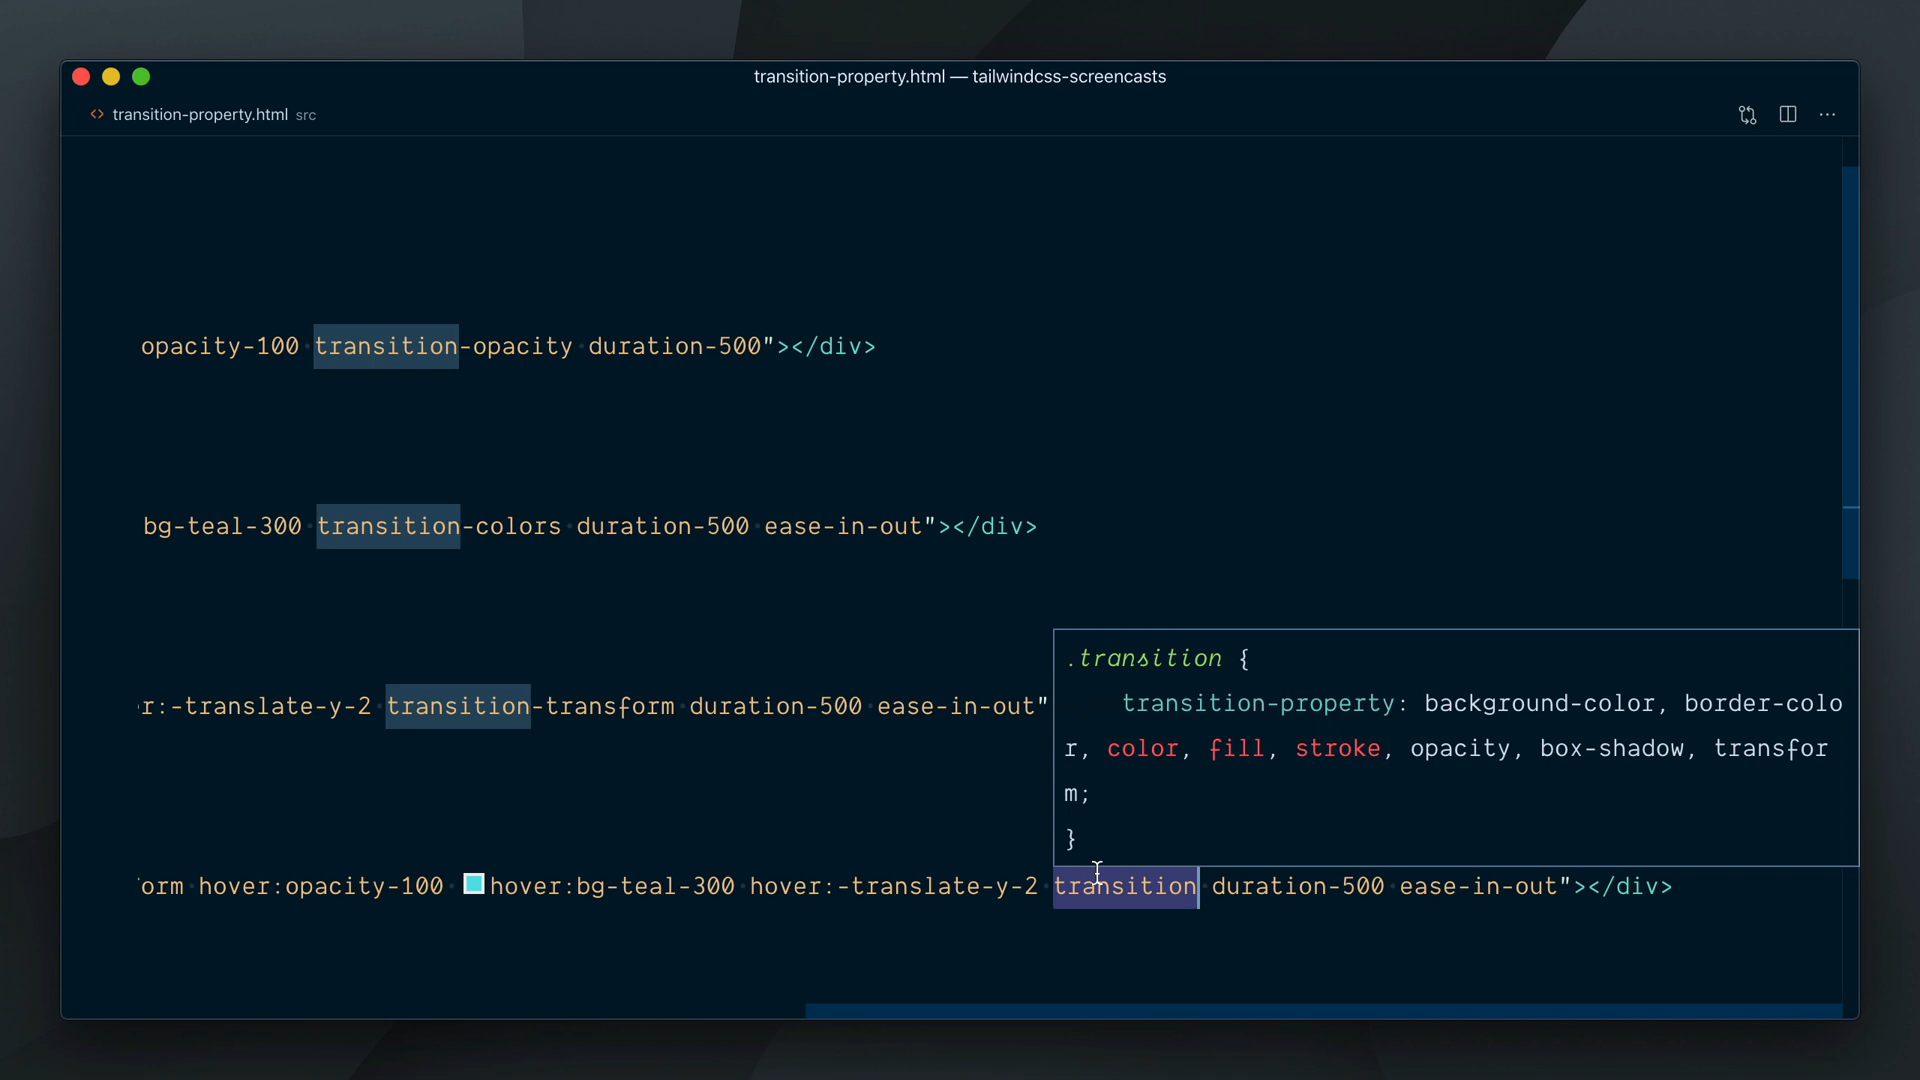 transition-property.html — tailwindcss-screencasts
<> transition-property.html src
opacity-100 transition-opacity duration-500"></div>
bg-teal-300 transition-colors duration-500 ease-in-out"></div>
r:-translate-y-2 transition-transform duration-500 ease-in-out"
.transition {
transition-property: background-color, border-colo
r, color, fill, stroke, opacity, box-shadow, transfor
m;
}
orm hover:opacity-100 hover:bg-teal-300 hover:-translate-y-2 transition duration-500 ease-in-out"></div>